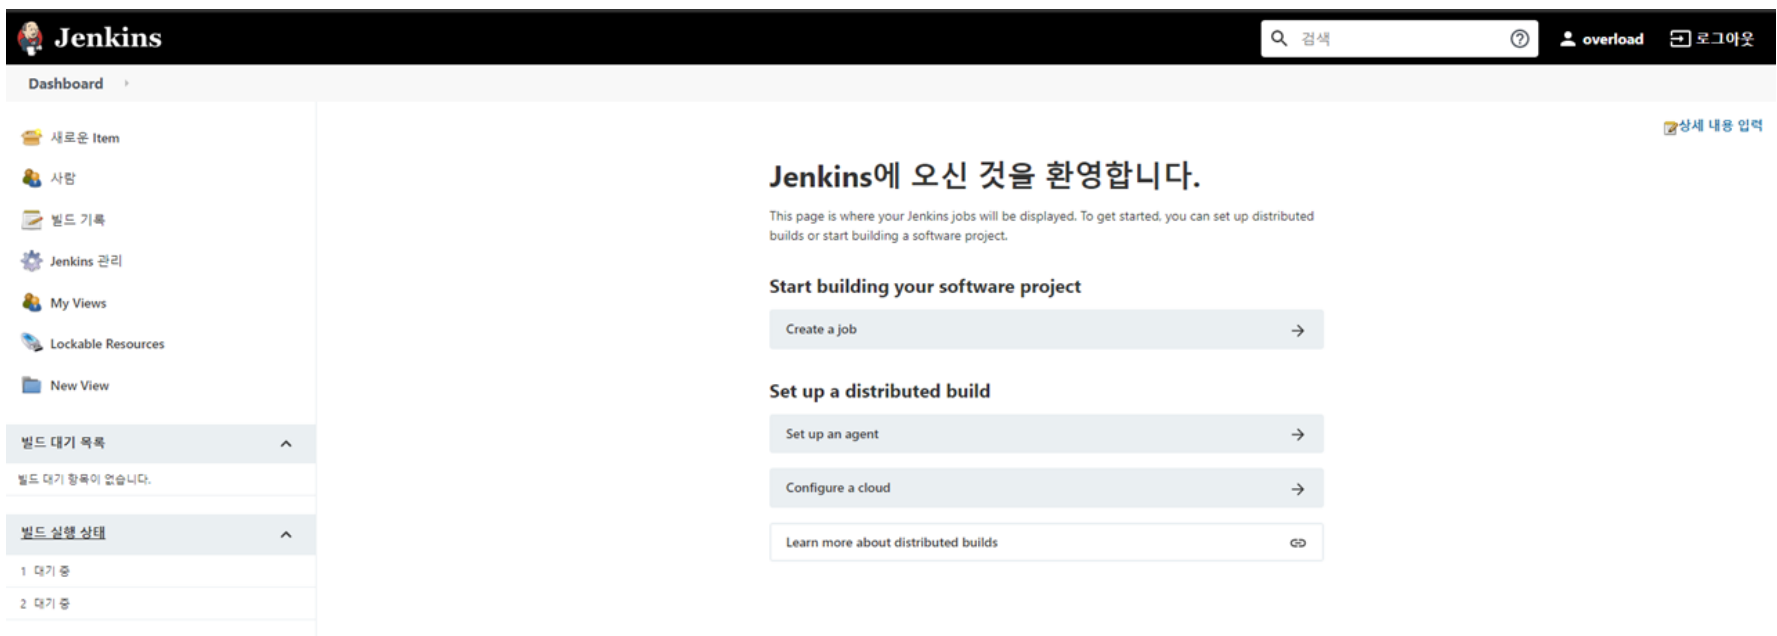 Jenkins
검색
overload
로그아웃
Dashboard
새로운 Item
사람
빌드 기록
Jenkins 관리
My Views
Lockable Resources
New View
빌드 대기 목록
빌드 대기 항목이 없습니다.
빌드 실행 상태
1 대기 중
2 대기 중
상세 내용 입력
Jenkins에 오신 것을 환영합니다.
This page is where your Jenkins jobs will be displayed. To get started, you can set up distributed
builds or start building a software project.
Start building your software project
Create a job
Set up a distributed build
Set up an agent
Configure a cloud
Learn more about distributed builds